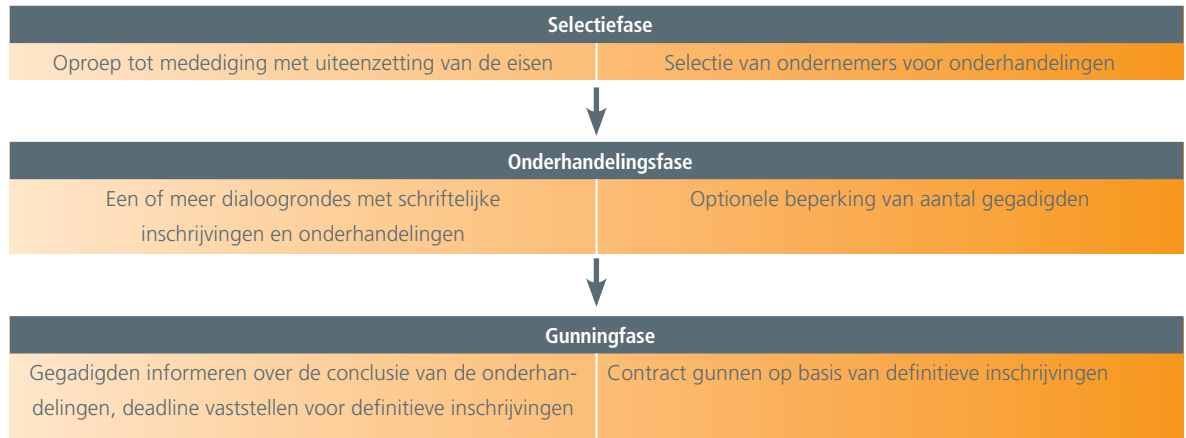 Selectiefase
Oproep tot medediging met uiteenzetting van de eisen
Selectie van ondernemers voor onderhandelingen
Onderhandelingsfase
Een of meer dialoogrondes met schriftelijke
inschrijvingen en onderhandelingen
Optionele beperking van aantal gegadigden
Gunningfase
Gegadigden informeren over de conclusie van de onderhan-
delingen, deadline vaststellen voor definitieve inschrijvingen
Contract gunnen op basis van definitieve inschrijvingen